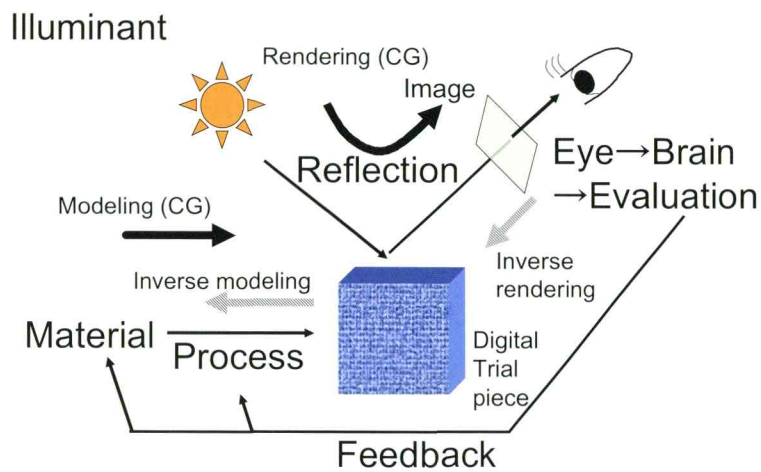 Illuminant
Rendering (CG)
Image
Reflection
Eye→Brain
→Evaluation
Modeling (CG)
Inverse modeling
Inverse
rendering
Material
Process
Digital
Trial
piece
Feedback